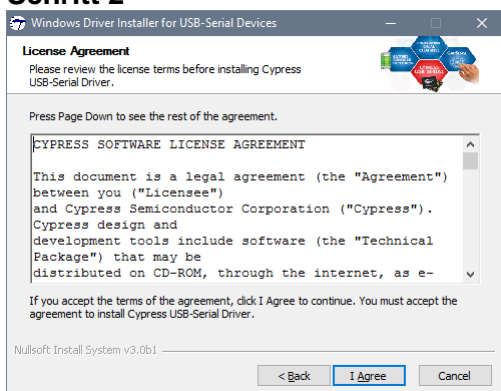 Windows Driver Installer for USB-Serial Devices
License Agreement
Please review the license terms before installing Cypress
USB-Serial Driver.
Press Page Down to see the rest of the agreement.
CYPRESS SOFTWARE LICENSE AGREEMENT
This document is a legal agreement (the "Agreement")
between you ("Licensee")
and Cypress Semiconductor Corporation ("Cypress").
Cypress design and
development tools include software (the "Technical
Package") that may be
distributed on CD-ROM, through the internet, as e-
If you accept the terms of the agreement, click I Agree to continue. You must accept the
agreement to install Cypress USB-Serial Driver.
Nullsoft Install System v3.0b1
< Back
I Agree
Cancel